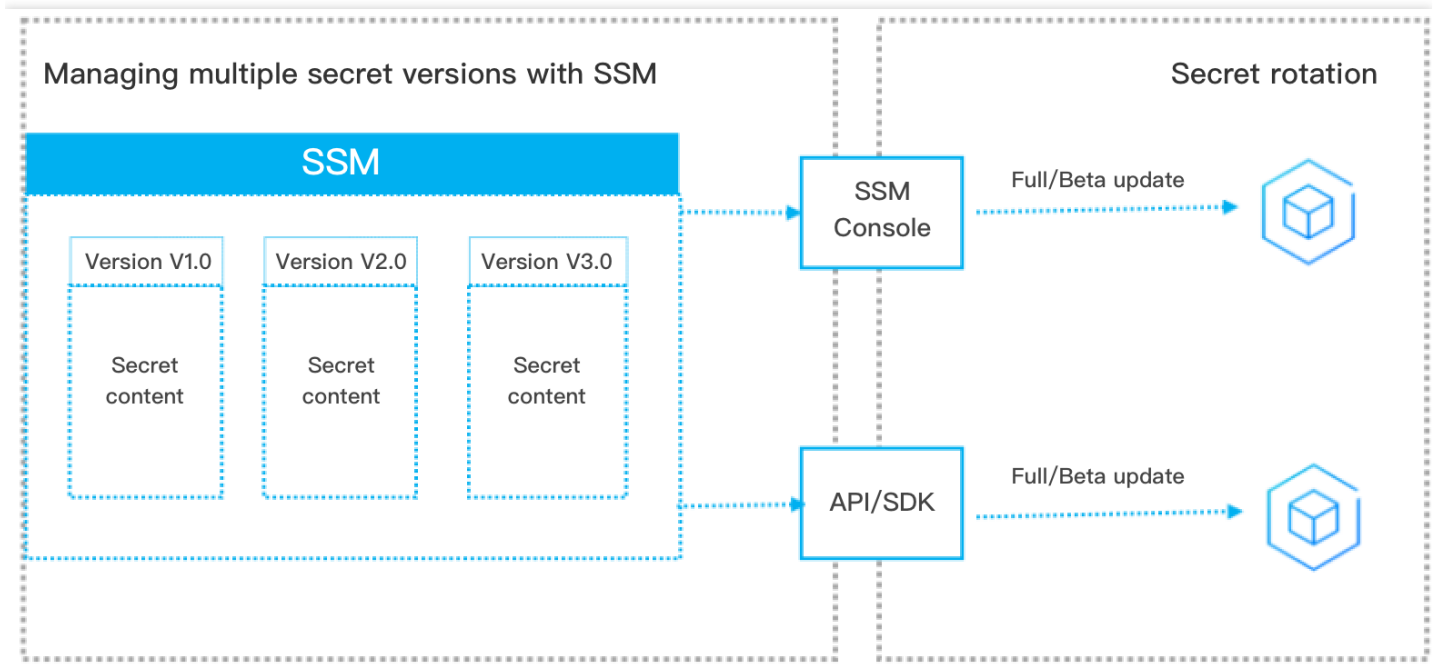 Managing multiple secret versions with SSM
Secret rotation
SSM
SSM
Console
Full/Beta update
Version V1.0
Version V2.0
Version V3.0
Secret
content
Secret
content
Secret
content
API/SDK
Full/Beta update